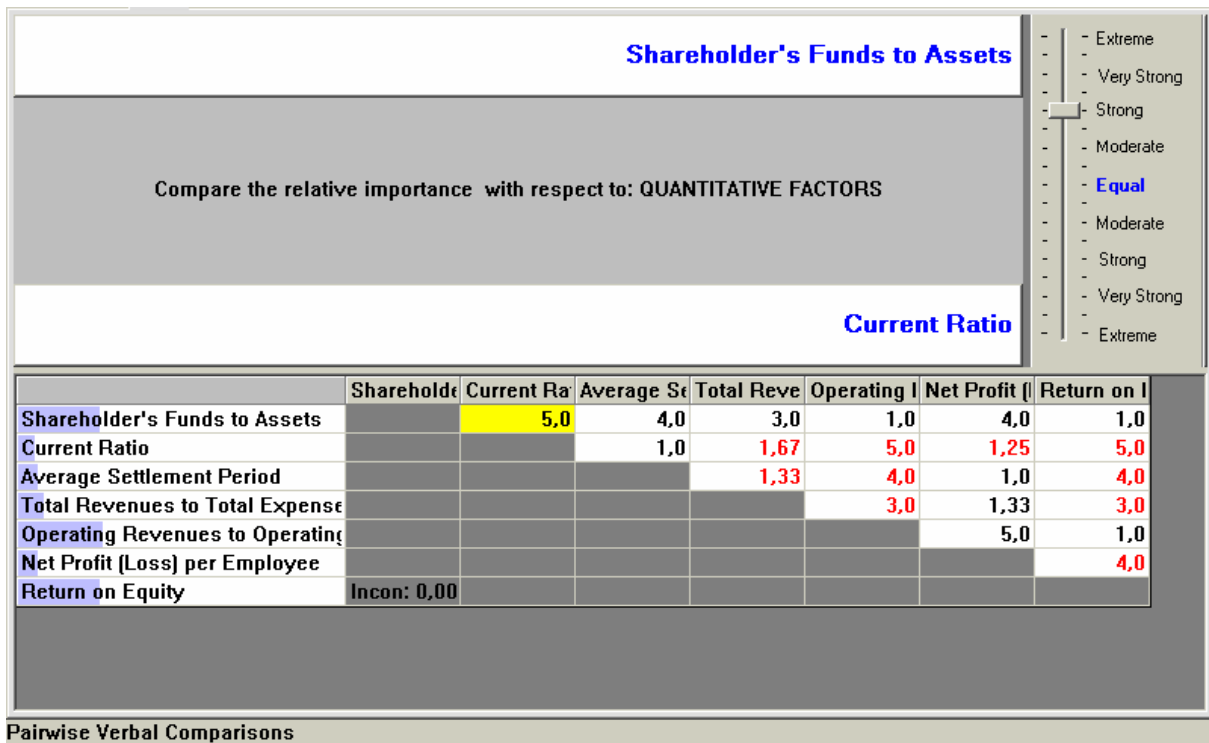 Shareholder's Funds to Assets
Compare the relative importance with respect to: QUANTITATIVE FACTORS
Current Ratio
Extreme
Very Strong
Strong
Moderate
Equal
Moderate
Strong
Very Strong
Extreme
Shareholde Current Ra Average Se Total Reve Operating I Net Profit ( Return on I
Shareholder's Funds to Assets 5,0 4,0 3,0 1,0 4,0 1,0
Current Ratio 1,0 1,67 5,0 1,25 5,0
Average Settlement Period 1,33 4,0 1,0 4,0
Total Revenues to Total Expense 3,0 1,33 3,0
Operating Revenues to Operating 5,0 1,0
Net Profit (Loss) per Employee 4,0
Return on Equity Incon: 0,00
Pairwise Verbal Comparisons